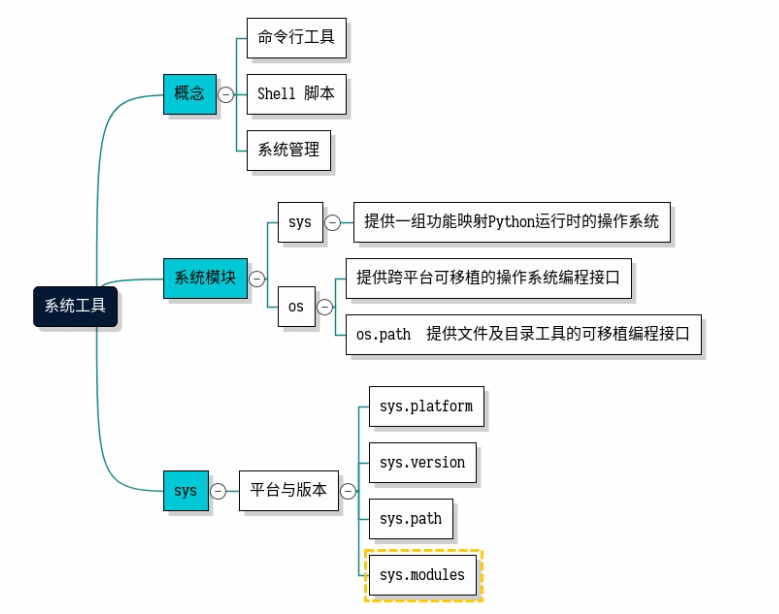 命令行工具
概念
Shell 脚本
系统管理
sys
提供一组功能映射Python运行时的操作系统
系统模块
提供跨平台可移植的操作系统编程接口
系统工具
os
os.path 提供文件及目录工具的可移植编程接口
sys.platform
sys.version
sys
平台与版本
sys.path
sys.modules